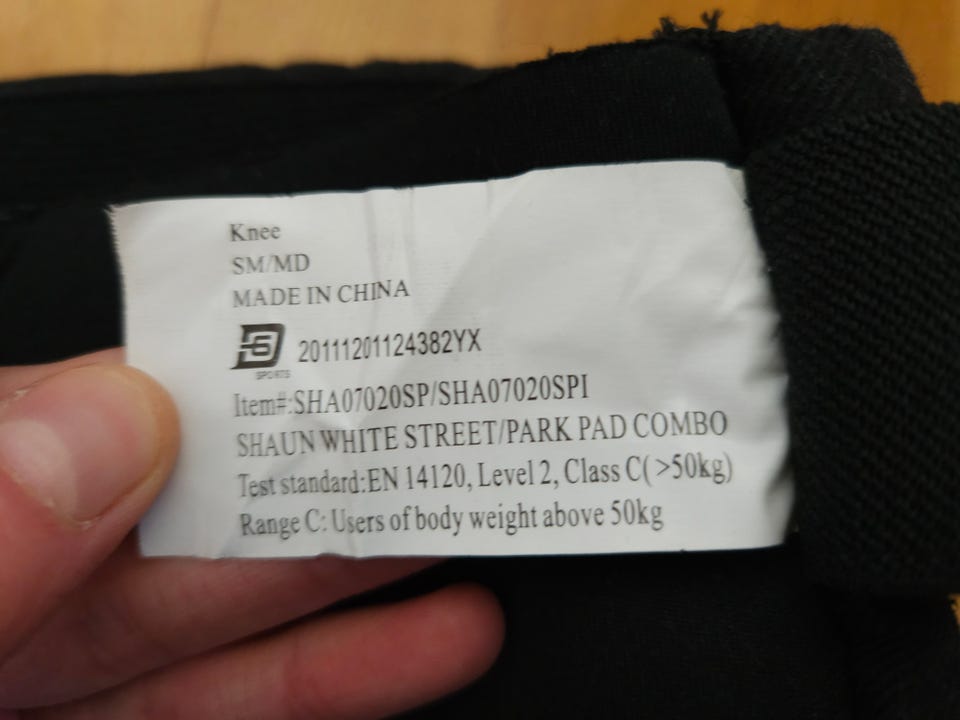 Knee
SM/MD
MADE IN CHINA
20111201124382YX
SPORTS
Item#:SHA07020SP/SHA07020SPI
SHAUN WHITE STREET/PARK PAD COMBO
Test standard:EN 14120, Level 2, Class C(>50kg)
Range C: Users of body weight above 50kg